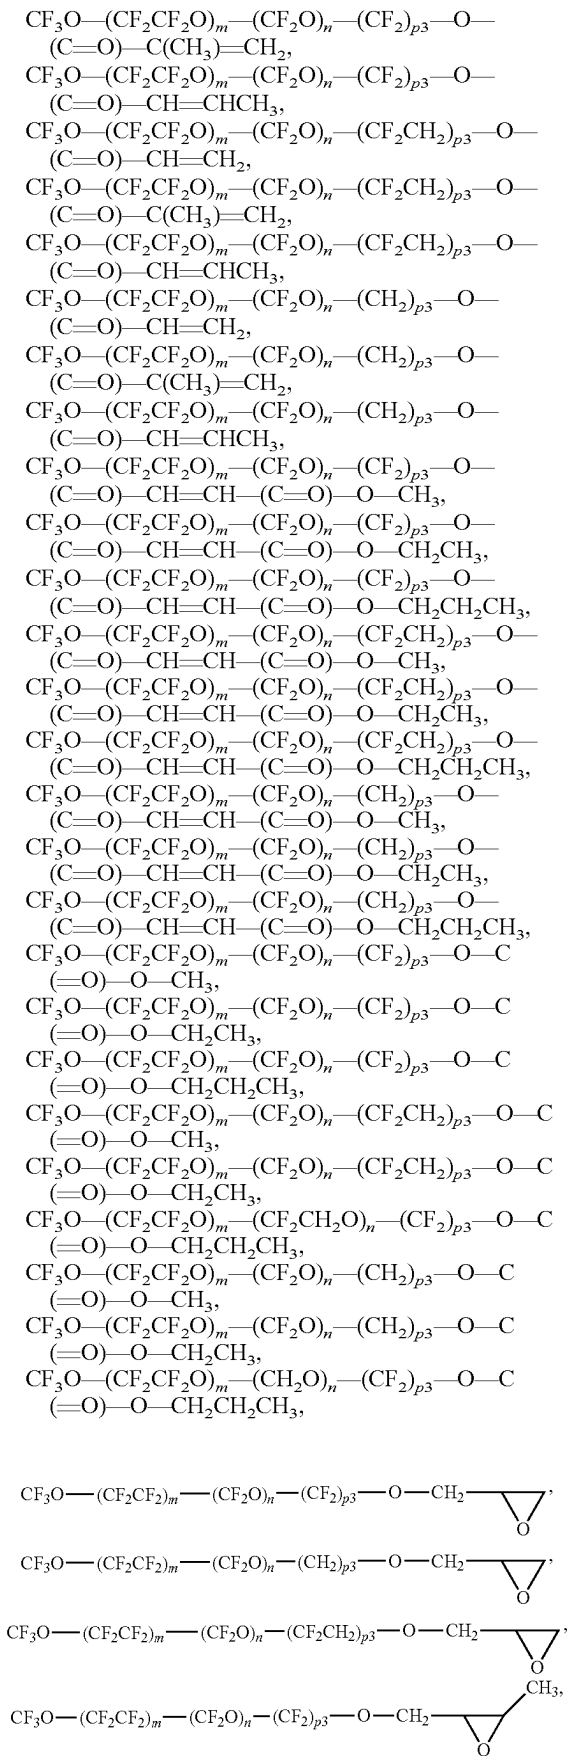 CF₃O—(CF₂CF₂O)ₘ—(CF₂O)ₙ—(CF₂)ₚ₃—O—
(C=O)—C(CH₃)=CH₂,
CF₃O—(CF₂CF₂O)ₘ—(CF₂O)ₙ—(CF₂)ₚ₃—O—
(C=O)—CH=CHCH₃,
CF₃O—(CF₂CF₂O)ₘ—(CF₂O)ₙ—(CF₂CH₂)ₚ₃—O—
(C=O)—CH=CH₂,
CF₃O—(CF₂CF₂O)ₘ—(CF₂O)ₙ—(CF₂CH₂)ₚ₃—O—
(C=O)—C(CH₃)=CH₂,
CF₃O—(CF₂CF₂O)ₘ—(CF₂O)ₙ—(CF₂CH₂)ₚ₃—O—
(C=O)—CH=CHCH₃,
CF₃O—(CF₂CF₂O)ₘ—(CF₂O)ₙ—(CH₂)ₚ₃—O—
(C=O)—CH=CH₂,
CF₃O—(CF₂CF₂O)ₘ—(CF₂O)ₙ—(CH₂)ₚ₃—O—
(C=O)—C(CH₃)=CH₂,
CF₃O—(CF₂CF₂O)ₘ—(CF₂O)ₙ—(CH₂)ₚ₃—O—
(C=O)—CH=CHCH₃,
CF₃O—(CF₂CF₂O)ₘ—(CF₂O)ₙ—(CF₂)ₚ₃—O—
(C=O)—CH=CH—(C=O)—O—CH₃,
CF₃O—(CF₂CF₂O)ₘ—(CF₂O)ₙ—(CF₂)ₚ₃—O—
(C=O)—CH=CH—(C=O)—O—CH₂CH₃,
CF₃O—(CF₂CF₂O)ₘ—(CF₂O)ₙ—(CF₂)ₚ₃—O—
(C=O)—CH=CH—(C=O)—O—CH₂CH₂CH₃,
CF₃O—(CF₂CF₂O)ₘ—(CF₂O)ₙ—(CF₂CH₂)ₚ₃—O—
(C=O)—CH=CH—(C=O)—O—CH₃,
CF₃O—(CF₂CF₂O)ₘ—(CF₂O)ₙ—(CF₂CH₂)ₚ₃—O—
(C=O)—CH=CH—(C=O)—O—CH₂CH₃,
CF₃O—(CF₂CF₂O)ₘ—(CF₂O)ₙ—(CF₂CH₂)ₚ₃—O—
(C=O)—CH=CH—(C=O)—O—CH₂CH₂CH₃,
CF₃O—(CF₂CF₂O)ₘ—(CF₂O)ₙ—(CH₂)ₚ₃—O—
(C=O)—CH=CH—(C=O)—O—CH₃,
CF₃O—(CF₂CF₂O)ₘ—(CF₂O)ₙ—(CH₂)ₚ₃—O—
(C=O)—CH=CH—(C=O)—O—CH₂CH₃,
CF₃O—(CF₂CF₂O)ₘ—(CF₂O)ₙ—(CH₂)ₚ₃—O—
(C=O)—CH=CH—(C=O)—O—CH₂CH₂CH₃,
CF₃O—(CF₂CF₂O)ₘ—(CF₂O)ₙ—(CF₂)ₚ₃—O—C
(=O)—O—CH₃,
CF₃O—(CF₂CF₂O)ₘ—(CF₂O)ₙ—(CF₂)ₚ₃—O—C
(=O)—O—CH₂CH₃,
CF₃O—(CF₂CF₂O)ₘ—(CF₂O)ₙ—(CF₂)ₚ₃—O—C
(=O)—O—CH₂CH₂CH₃,
CF₃O—(CF₂CF₂O)ₘ—(CF₂O)ₙ—(CF₂CH₂)ₚ₃—O—C
(=O)—O—CH₃,
CF₃O—(CF₂CF₂O)ₘ—(CF₂O)ₙ—(CF₂CH₂)ₚ₃—O—C
(=O)—O—CH₂CH₃,
CF₃O—(CF₂CF₂O)ₘ—(CF₂CH₂O)ₙ—(CF₂)ₚ₃—O—C
(=O)—O—CH₂CH₂CH₃,
CF₃O—(CF₂CF₂O)ₘ—(CF₂O)ₙ—(CH₂)ₚ₃—O—C
(=O)—O—CH₃,
CF₃O—(CF₂CF₂O)ₘ—(CF₂O)ₙ—(CH₂)ₚ₃—O—C
(=O)—O—CH₂CH₃,
CF₃O—(CF₂CF₂O)ₘ—(CH₂O)ₙ—(CF₂)ₚ₃—O—C
(=O)—O—CH₂CH₂CH₃,
CF₃O—(CF₂CF₂)ₘ—(CF₂O)ₙ—(CF₂)ₚ₃—O—CH₂ ,
O
CF₃O—(CF₂CF₂)ₘ—(CF₂O)ₙ—(CH₂)ₚ₃—O—CH₂ ,
O
CF₃O—(CF₂CF₂)ₘ—(CF₂O)ₙ—(CF₂CH₂)ₚ₃—O—CH₂ ,
O
CH₃,
CF₃O—(CF₂CF₂)ₘ—(CF₂O)ₙ—(CF₂)ₚ₃—O—CH₂
O